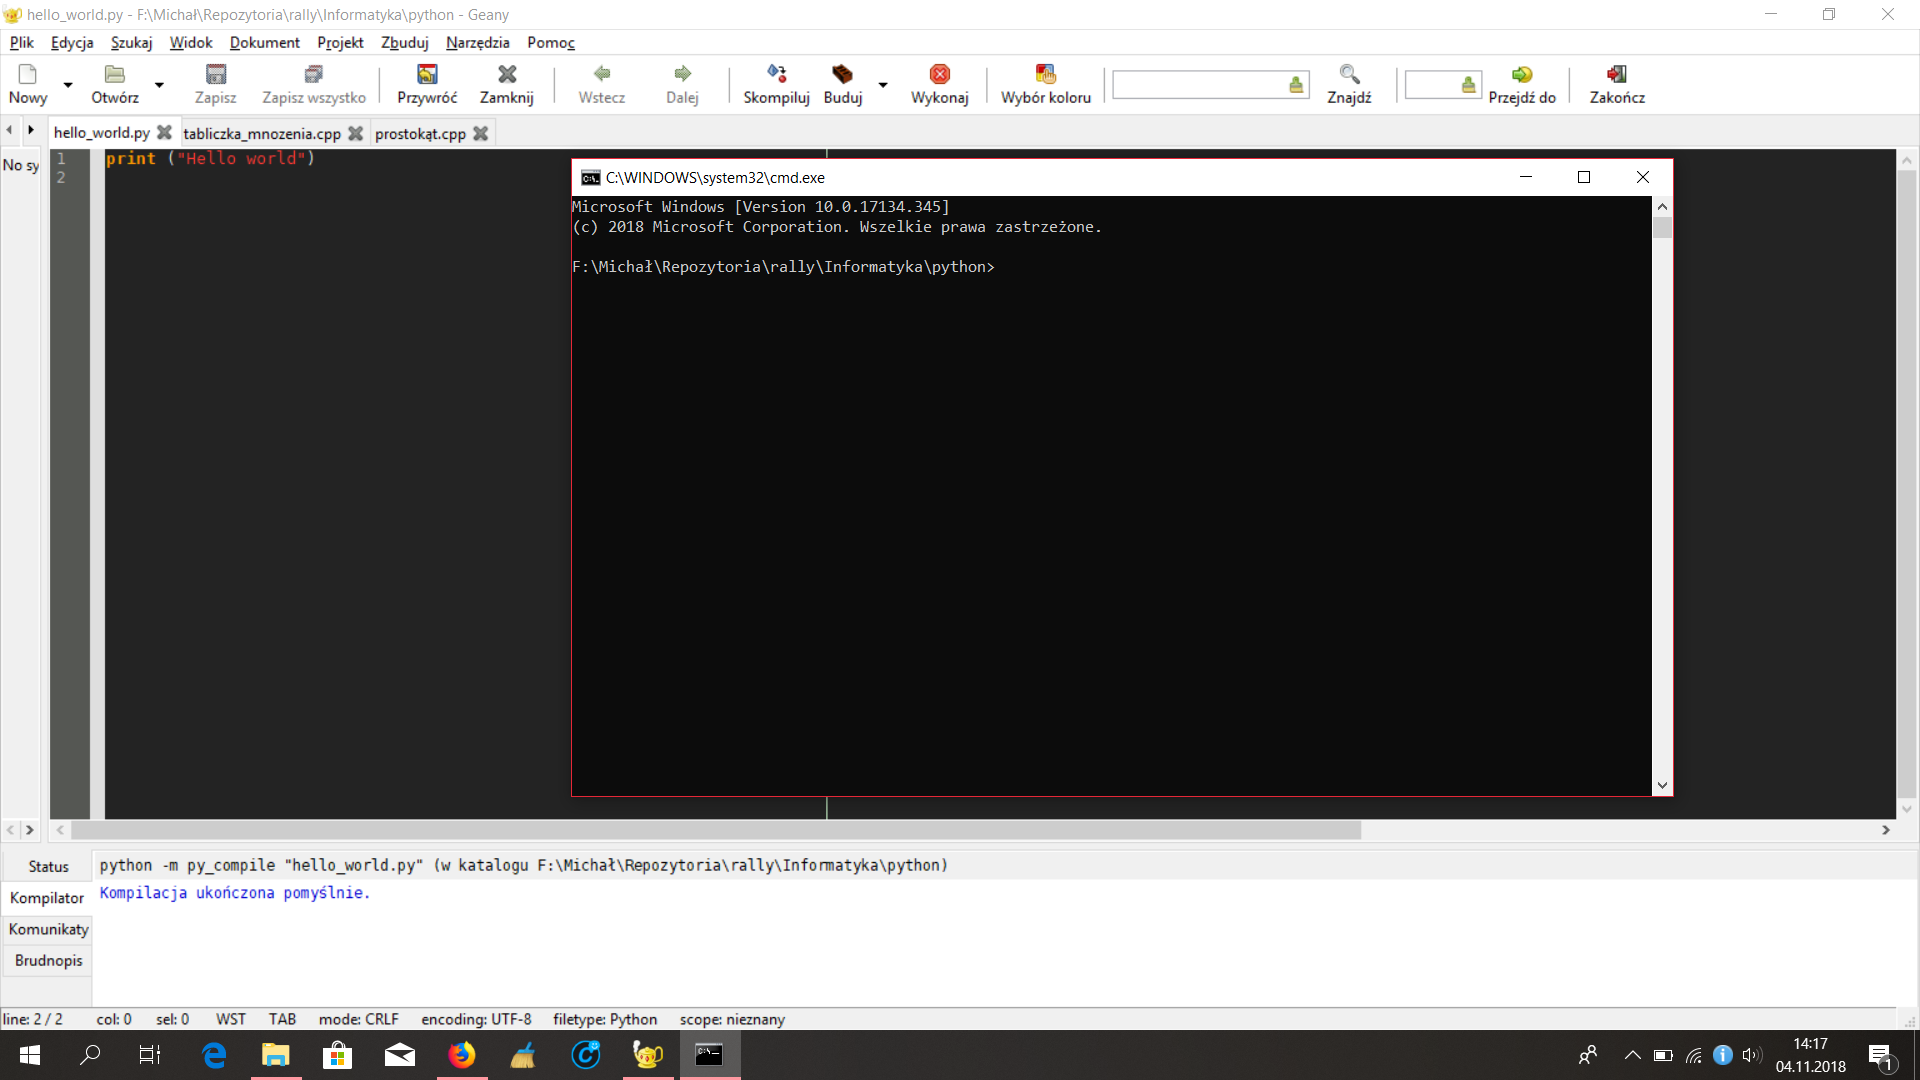 hello_world.py - F:\Michał\Repozytoria\rally\Informatyka\python - Geany
Plik Edycja Szukaj Widok Dokument Projekt Zbuduj Narzędzia Pomoc
Nowy Otwórz Zapisz Zapisz wszystko Przywróć Zamknij Wstecz Dalej Skompiluj Buduj Wykonaj Wybór koloru Znajdź Przejdź do Zakończ
hello_world.py tabliczka_mnozenia.cpp prostokąt.cpp
No sy
1 print ("Hello world")
2
C:\WINDOWS\system32\cmd.exe
Microsoft Windows [Version 10.0.17134.345]
(c) 2018 Microsoft Corporation. Wszelkie prawa zastrzeżone.
F:\Michał\Repozytoria\rally\Informatyka\python>
Status
Kompilator
Komunikaty
Brudnopis
python -m py_compile "hello_world.py" (w katalogu F:\Michał\Repozytoria\rally\Informatyka\python)
Kompilacja ukończona pomyślnie.
line: 2 / 2 col: 0 sel: 0 WST TAB mode: CRLF encoding: UTF-8 filetype: Python scope: nieznany
14:17
04.11.2018
1